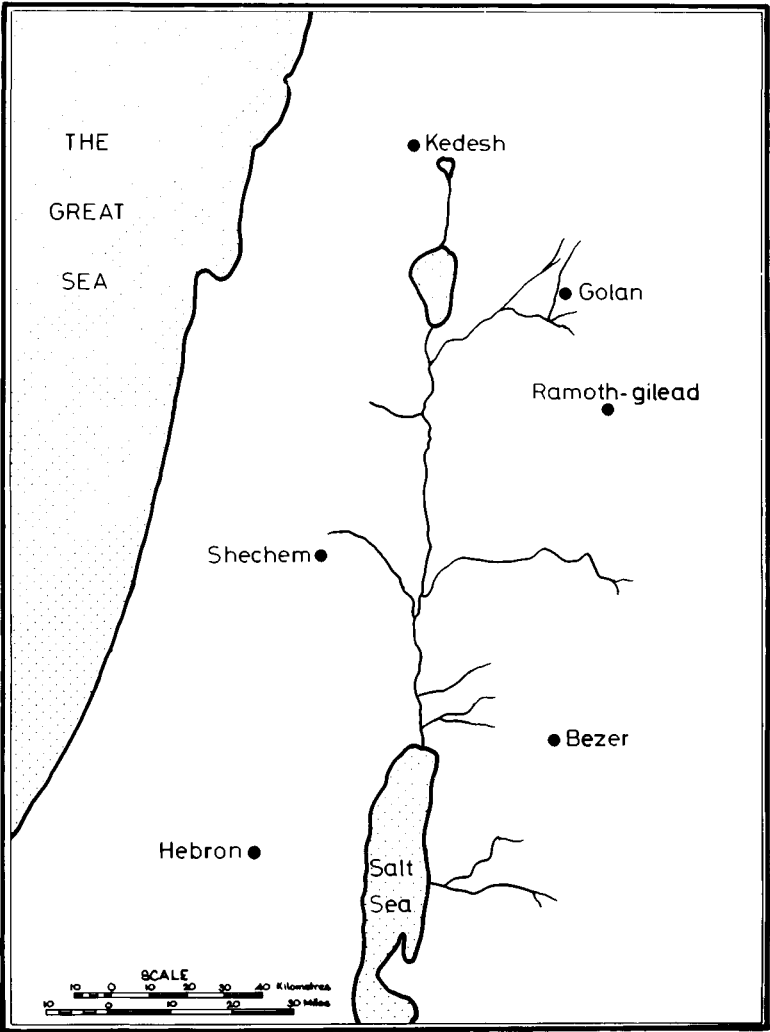 THE
GREAT
SEA
Kedesh
Golan
Ramoth-gilead
Shechem
Bezer
Hebron
Salt
Sea
SCALE
10 0 10 20 30 40 Kilometres
10 0 10 20 30 Miles